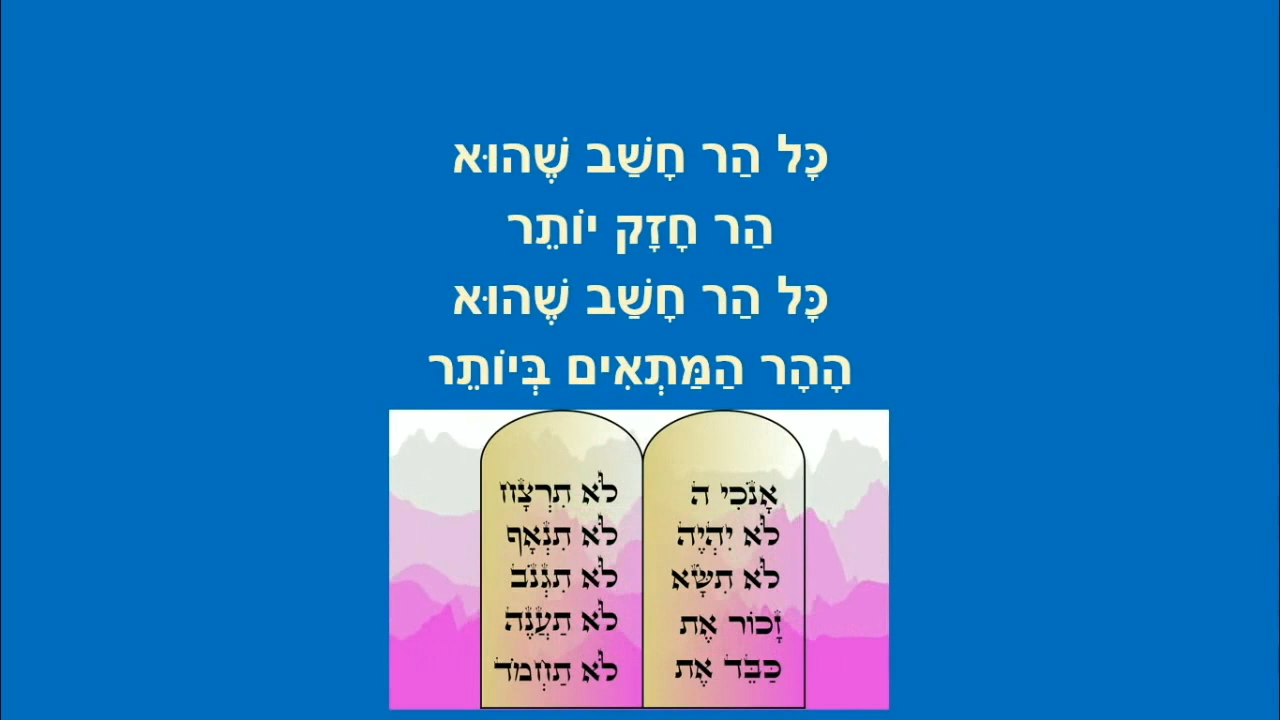 כָּל הַר חָשַׁב שֶׁהוּא
הַר חָזָק יוֹתֵר
כָּל הַר חָשַׁב שֶׁהוּא
הָהָר הַמַּתְאִים בְּיוֹתֵר
אָנֹכִי ה
לֹא יִהְיֶה
לֹא תִשָּׂא
זָכוֹר אֶת
כַּבֵּד אֶת
לֹא תִרְצָח
לֹא תִנְאָף
לֹא תִגְנֹב
לֹא תַעֲנֶה
לֹא תַחְמֹד